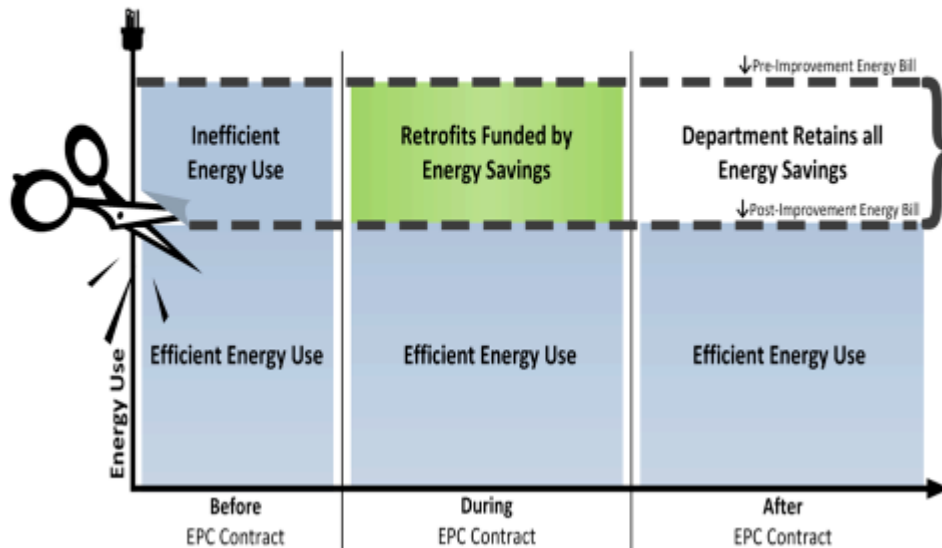 ↓Pre-Improvement Energy Bill
Inefficient
Energy Use
Retrofits Funded by
Energy Savings
Department Retains all
Energy Savings
↓Post-Improvement Energy Bill
Efficient Energy Use
Efficient Energy Use
Efficient Energy Use
Energy Use
Before
EPC Contract
During
EPC Contract
After
EPC Contract